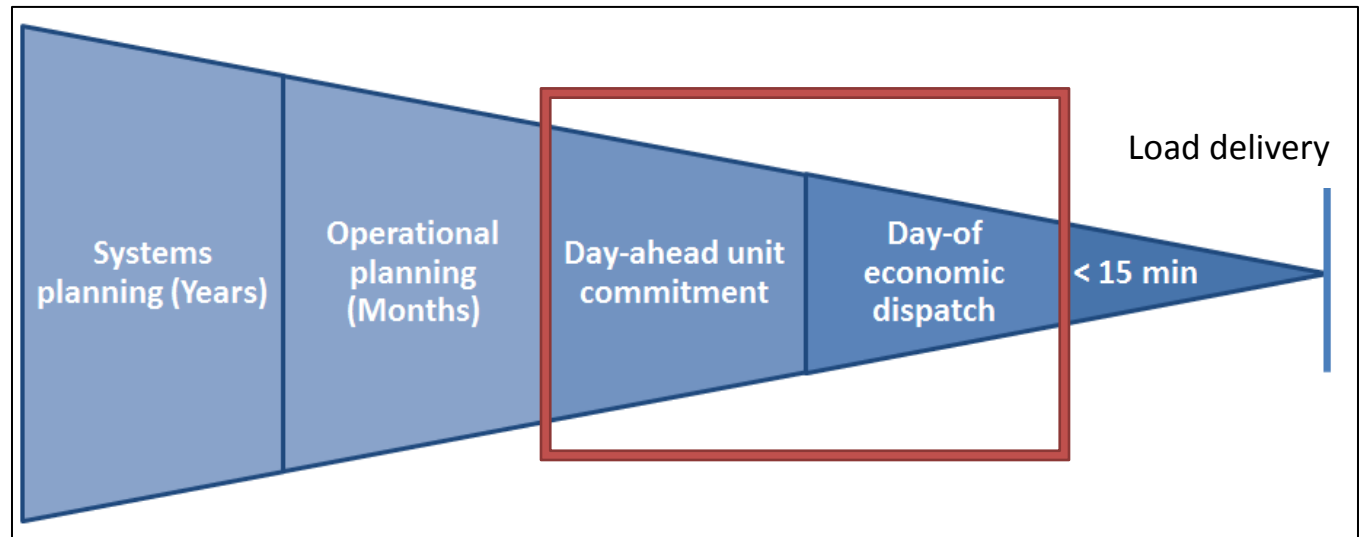 Systems
planning (Years)
Operational
planning
(Months)
Day-ahead unit
commitment
Day-of
economic
dispatch
< 15 min
Load delivery